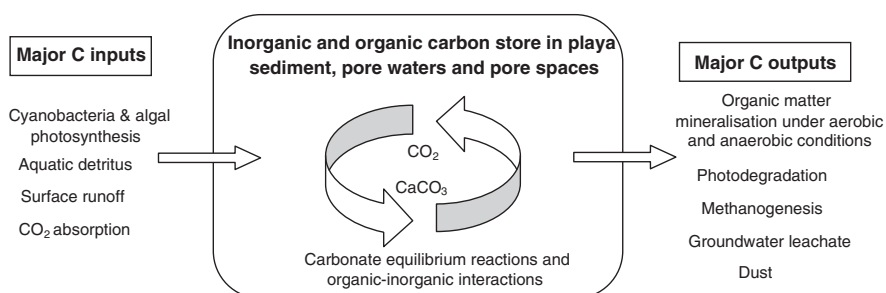 Major C inputs
Cyanobacteria & algal
photosynthesis
Aquatic detritus
Surface runoff
CO2 absorption
Inorganic and organic carbon store in playa
sediment, pore waters and pore spaces
CO2
CaCO3
Carbonate equilibrium reactions and
organic-inorganic interactions
Major C outputs
Organic matter
mineralisation under aerobic
and anaerobic conditions
Photodegradation
Methanogenesis
Groundwater leachate
Dust